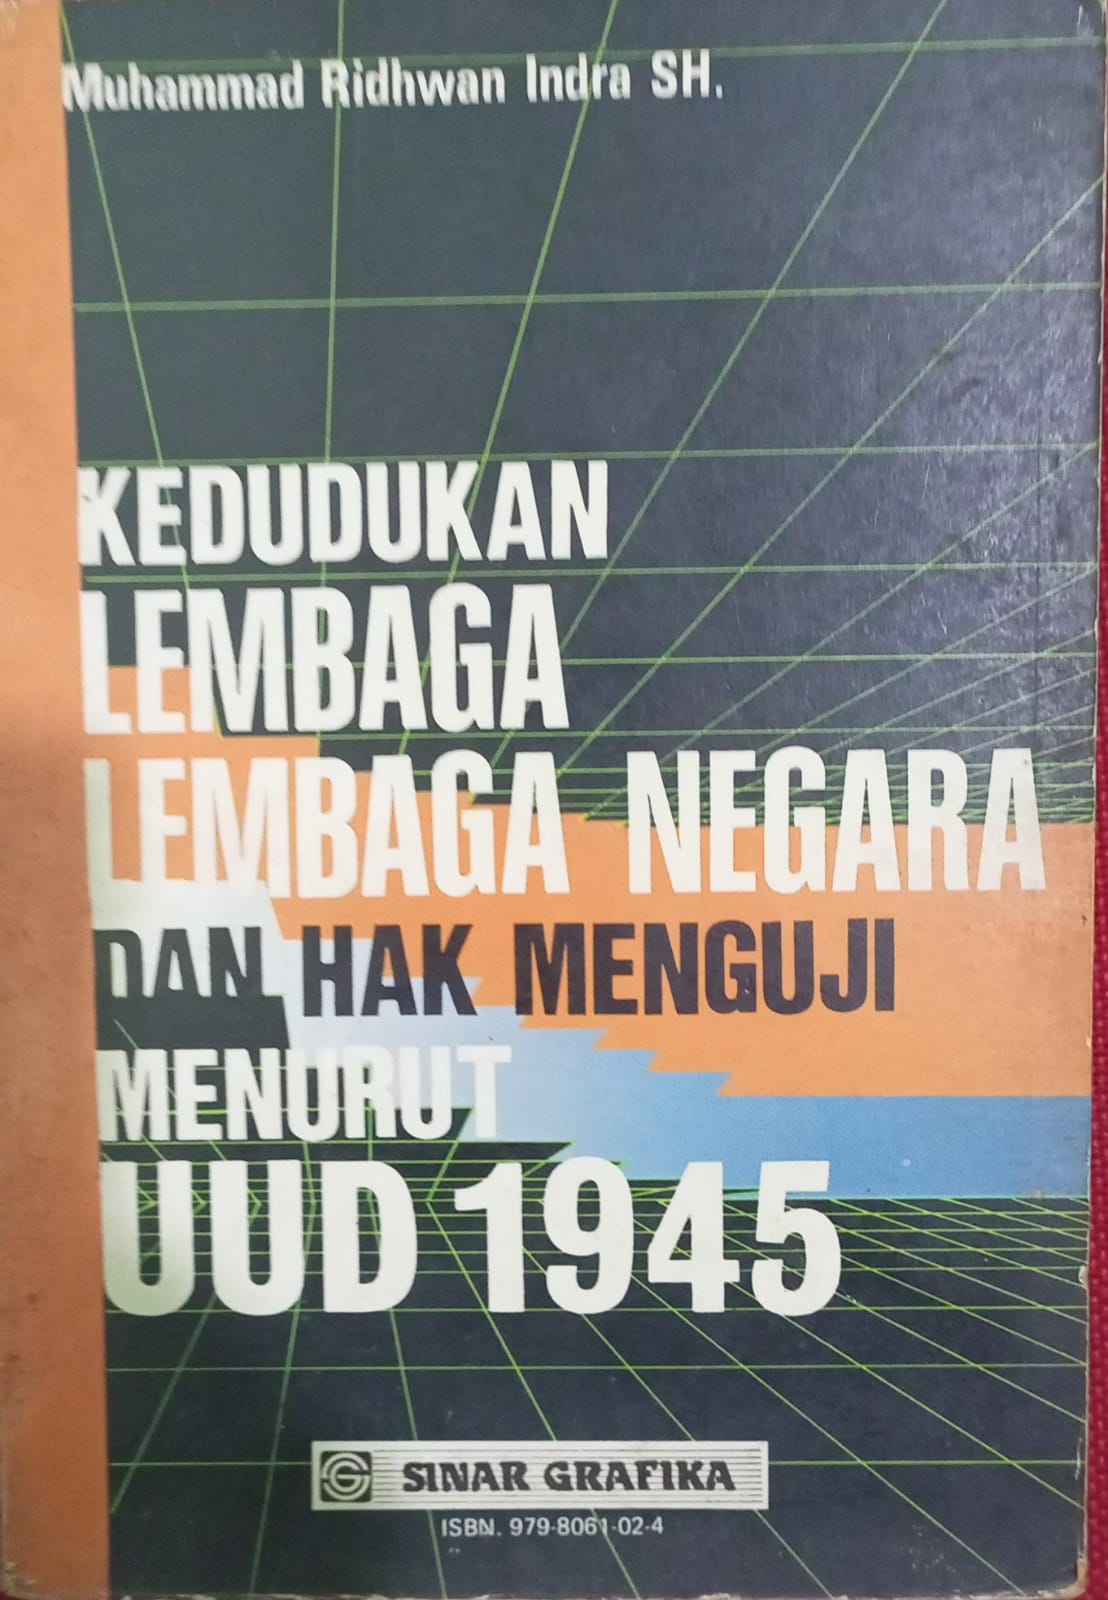 Muhammad Ridhwan Indra SH.
KEDUDUKAN
LEMBAGA
LEMBAGA NEGARA
DAN HAK MENGUJI
MENURUT
UUD 1945
SINAR GRAFIKA
ISBN. 979-8061-02-4